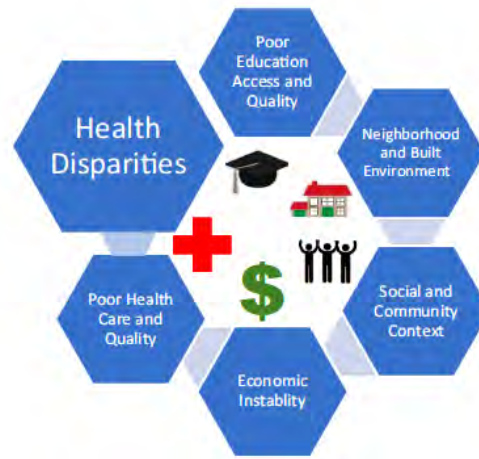 Health
Disparities
Poor
Education
Access and
Quality
Neighborhood
and Built
Environment
Social and
Community
Context
Economic
Instablity
Poor Health
Care and
Quality
$